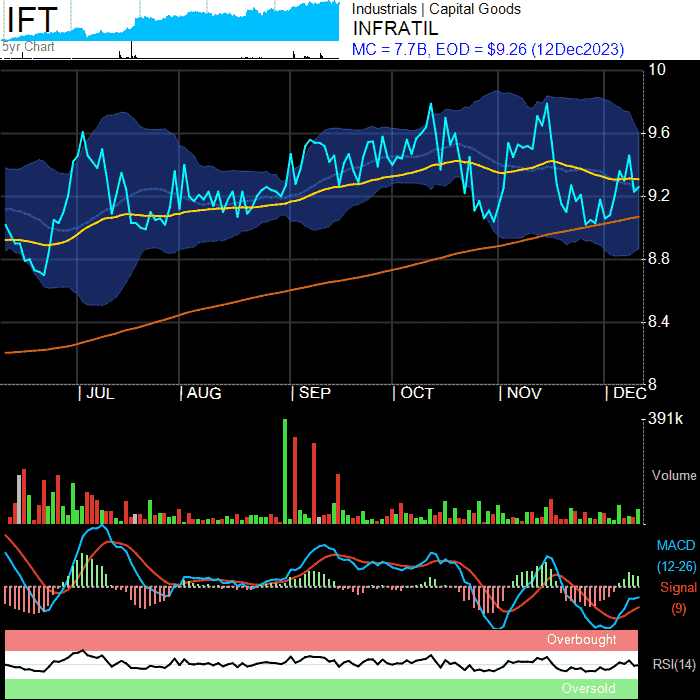 IFT
5yr Chart
Industrials | Capital Goods
INFRATIL
MC = 7.7B, EOD = $9.26 (12Dec2023)
10
9.6
9.2
8.8
8.4
8
| JUL | AUG | SEP | OCT | NOV | DEC
391k
Volume
MACD
(12-26)
Signal
(9)
Overbought
RSI(14)
Oversold